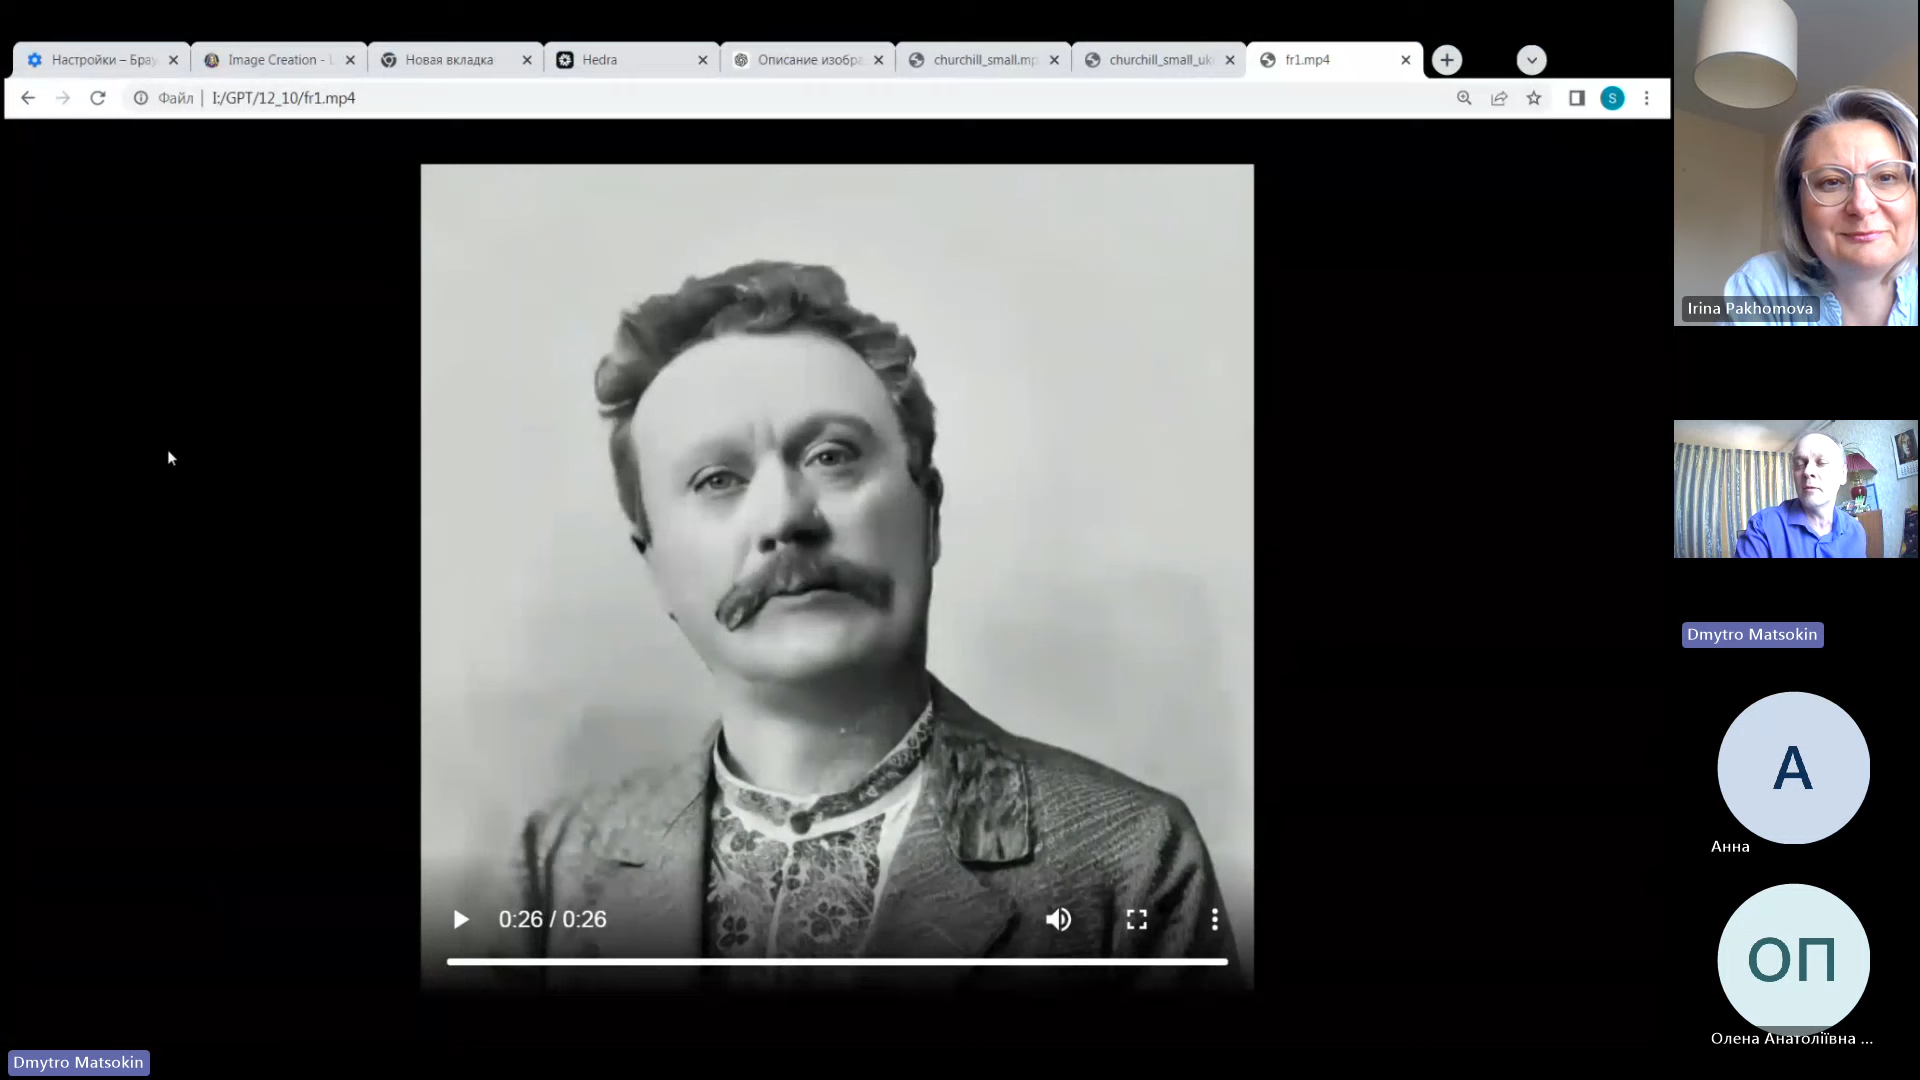 Настройки – Брау
Image Creation - L
Новая вкладка
Hedra
Описание изобра
churchill_small.mp
churchill_small_uk
fr1.mp4
Файл
I:/GPT/12_10/fr1.mp4
S
Irina Pakhomova
Dmytro Matsokin
А
Анна
ОП
Олена Анатоліївна ...
0:26 / 0:26
Dmytro Matsokin